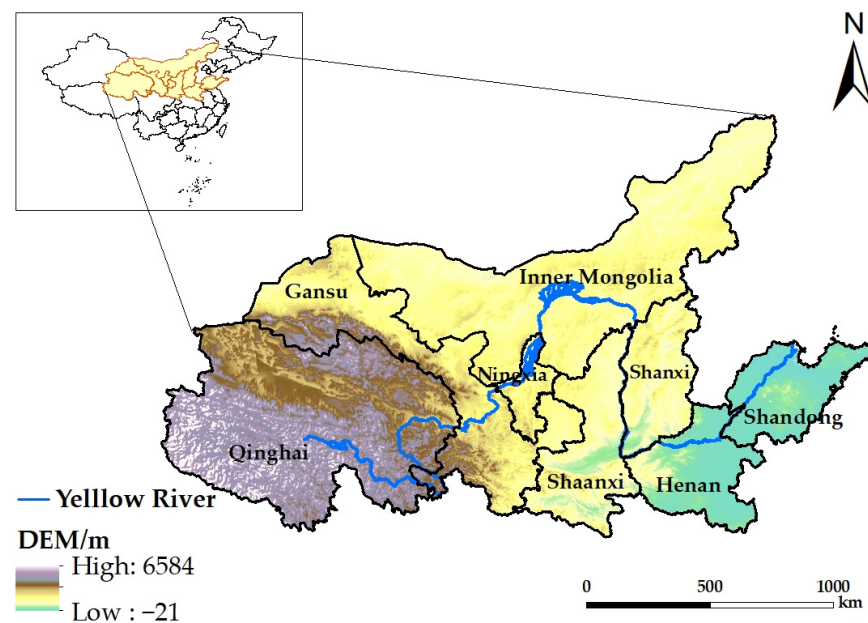 N
Inner Mongolia
Gansu
Ningxia
Shanxi
Shandong
Qinghai
Shaanxi
Henan
Yelllow River
DEM/m
High: 6584
Low : −21
0 500 1000
km